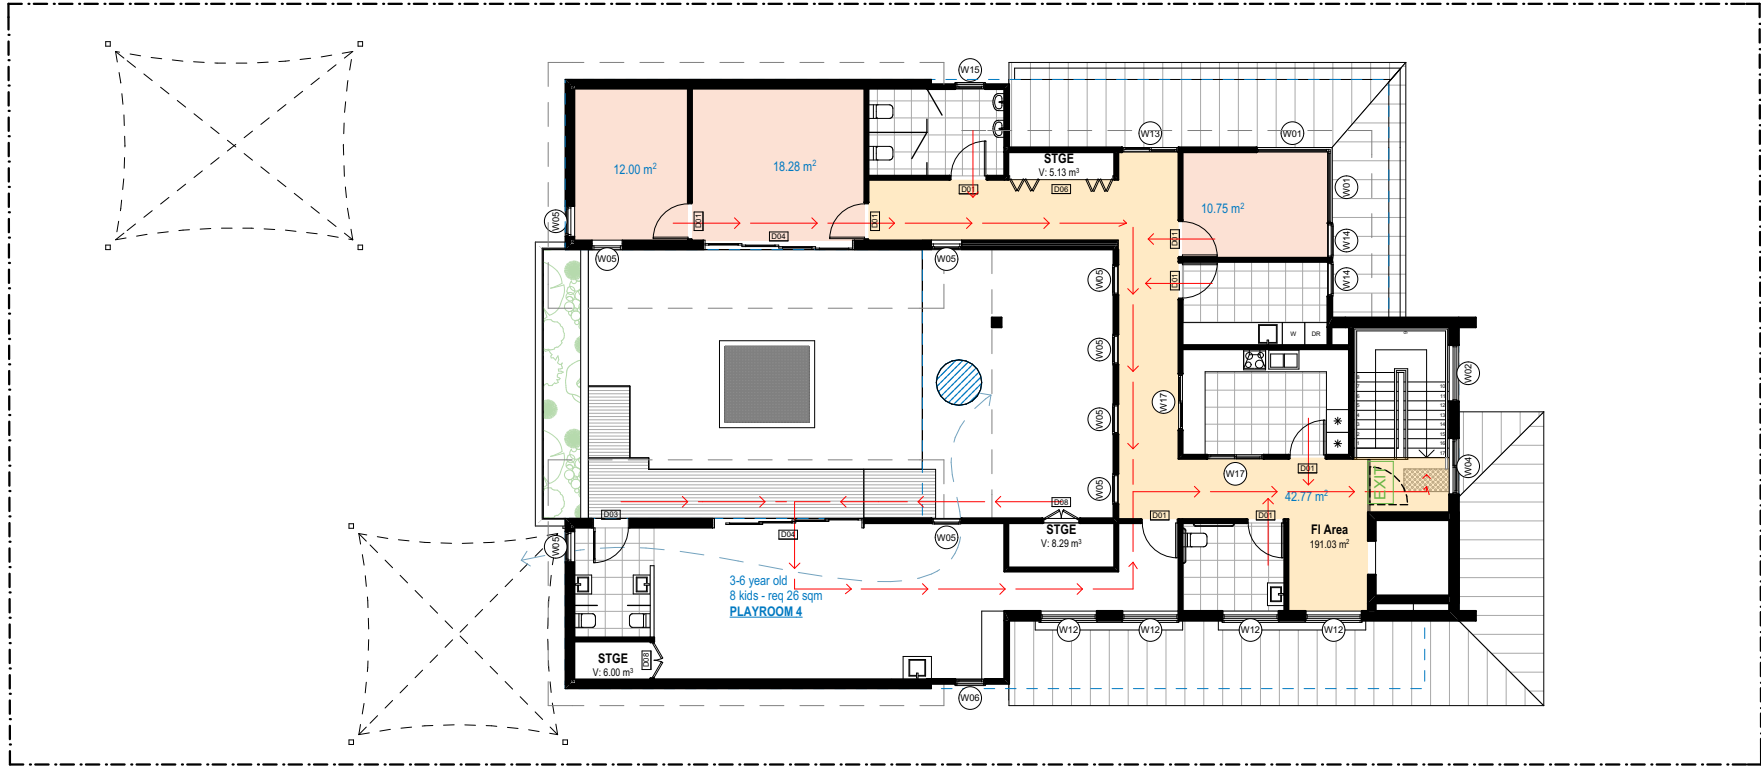 W15
W13
W01
STGE
V: 5.13 m³
12.00 m²
18.28 m²
D01
D06
W01
10.75 m²
W05
D01
D01
D04
D01
W14
W05
W05
W05
D01
W14
W
DR
W05
W02
W17
W05
W17
D01
W04
EXIT
42.77 m²
W05
D03
D08
D01
D01
W05
D04
W05
STGE
V: 8.29 m³
FI Area
191.03 m²
3-6 year old
8 kids - req 26 sqm
PLAYROOM 4
W12
W12
W12
W12
STGE
V: 6.00 m³
D08
W06